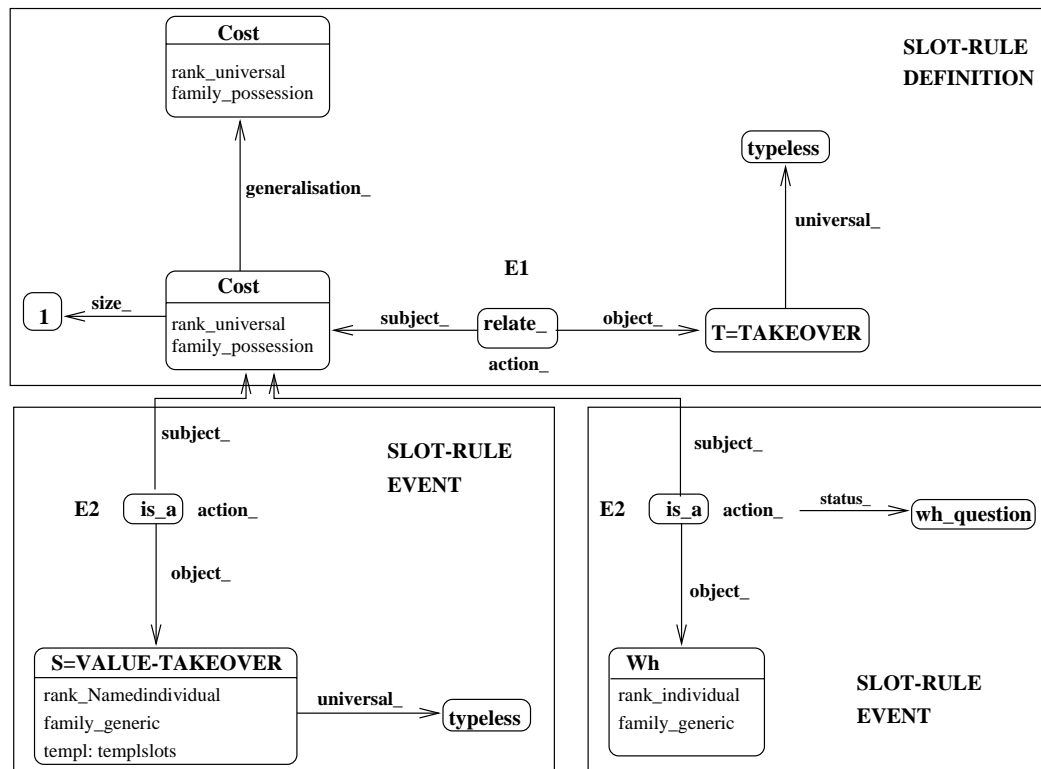 Cost
rank_universal
family_possession
SLOT-RULE
DEFINITION
typeless
generalisation_
universal_
E1
Cost
rank_universal
family_possession
1
size_
subject_
relate_
object_
T=TAKEOVER
action_
subject_
SLOT-RULE
EVENT
E2
is_a
action_
object_
S=VALUE-TAKEOVER
rank_Namedindividual
family_generic
templ: templslots
universal_
typeless
subject_
E2
is_a
action_
status_
wh_question
object_
Wh
rank_individual
family_generic
SLOT-RULE
EVENT